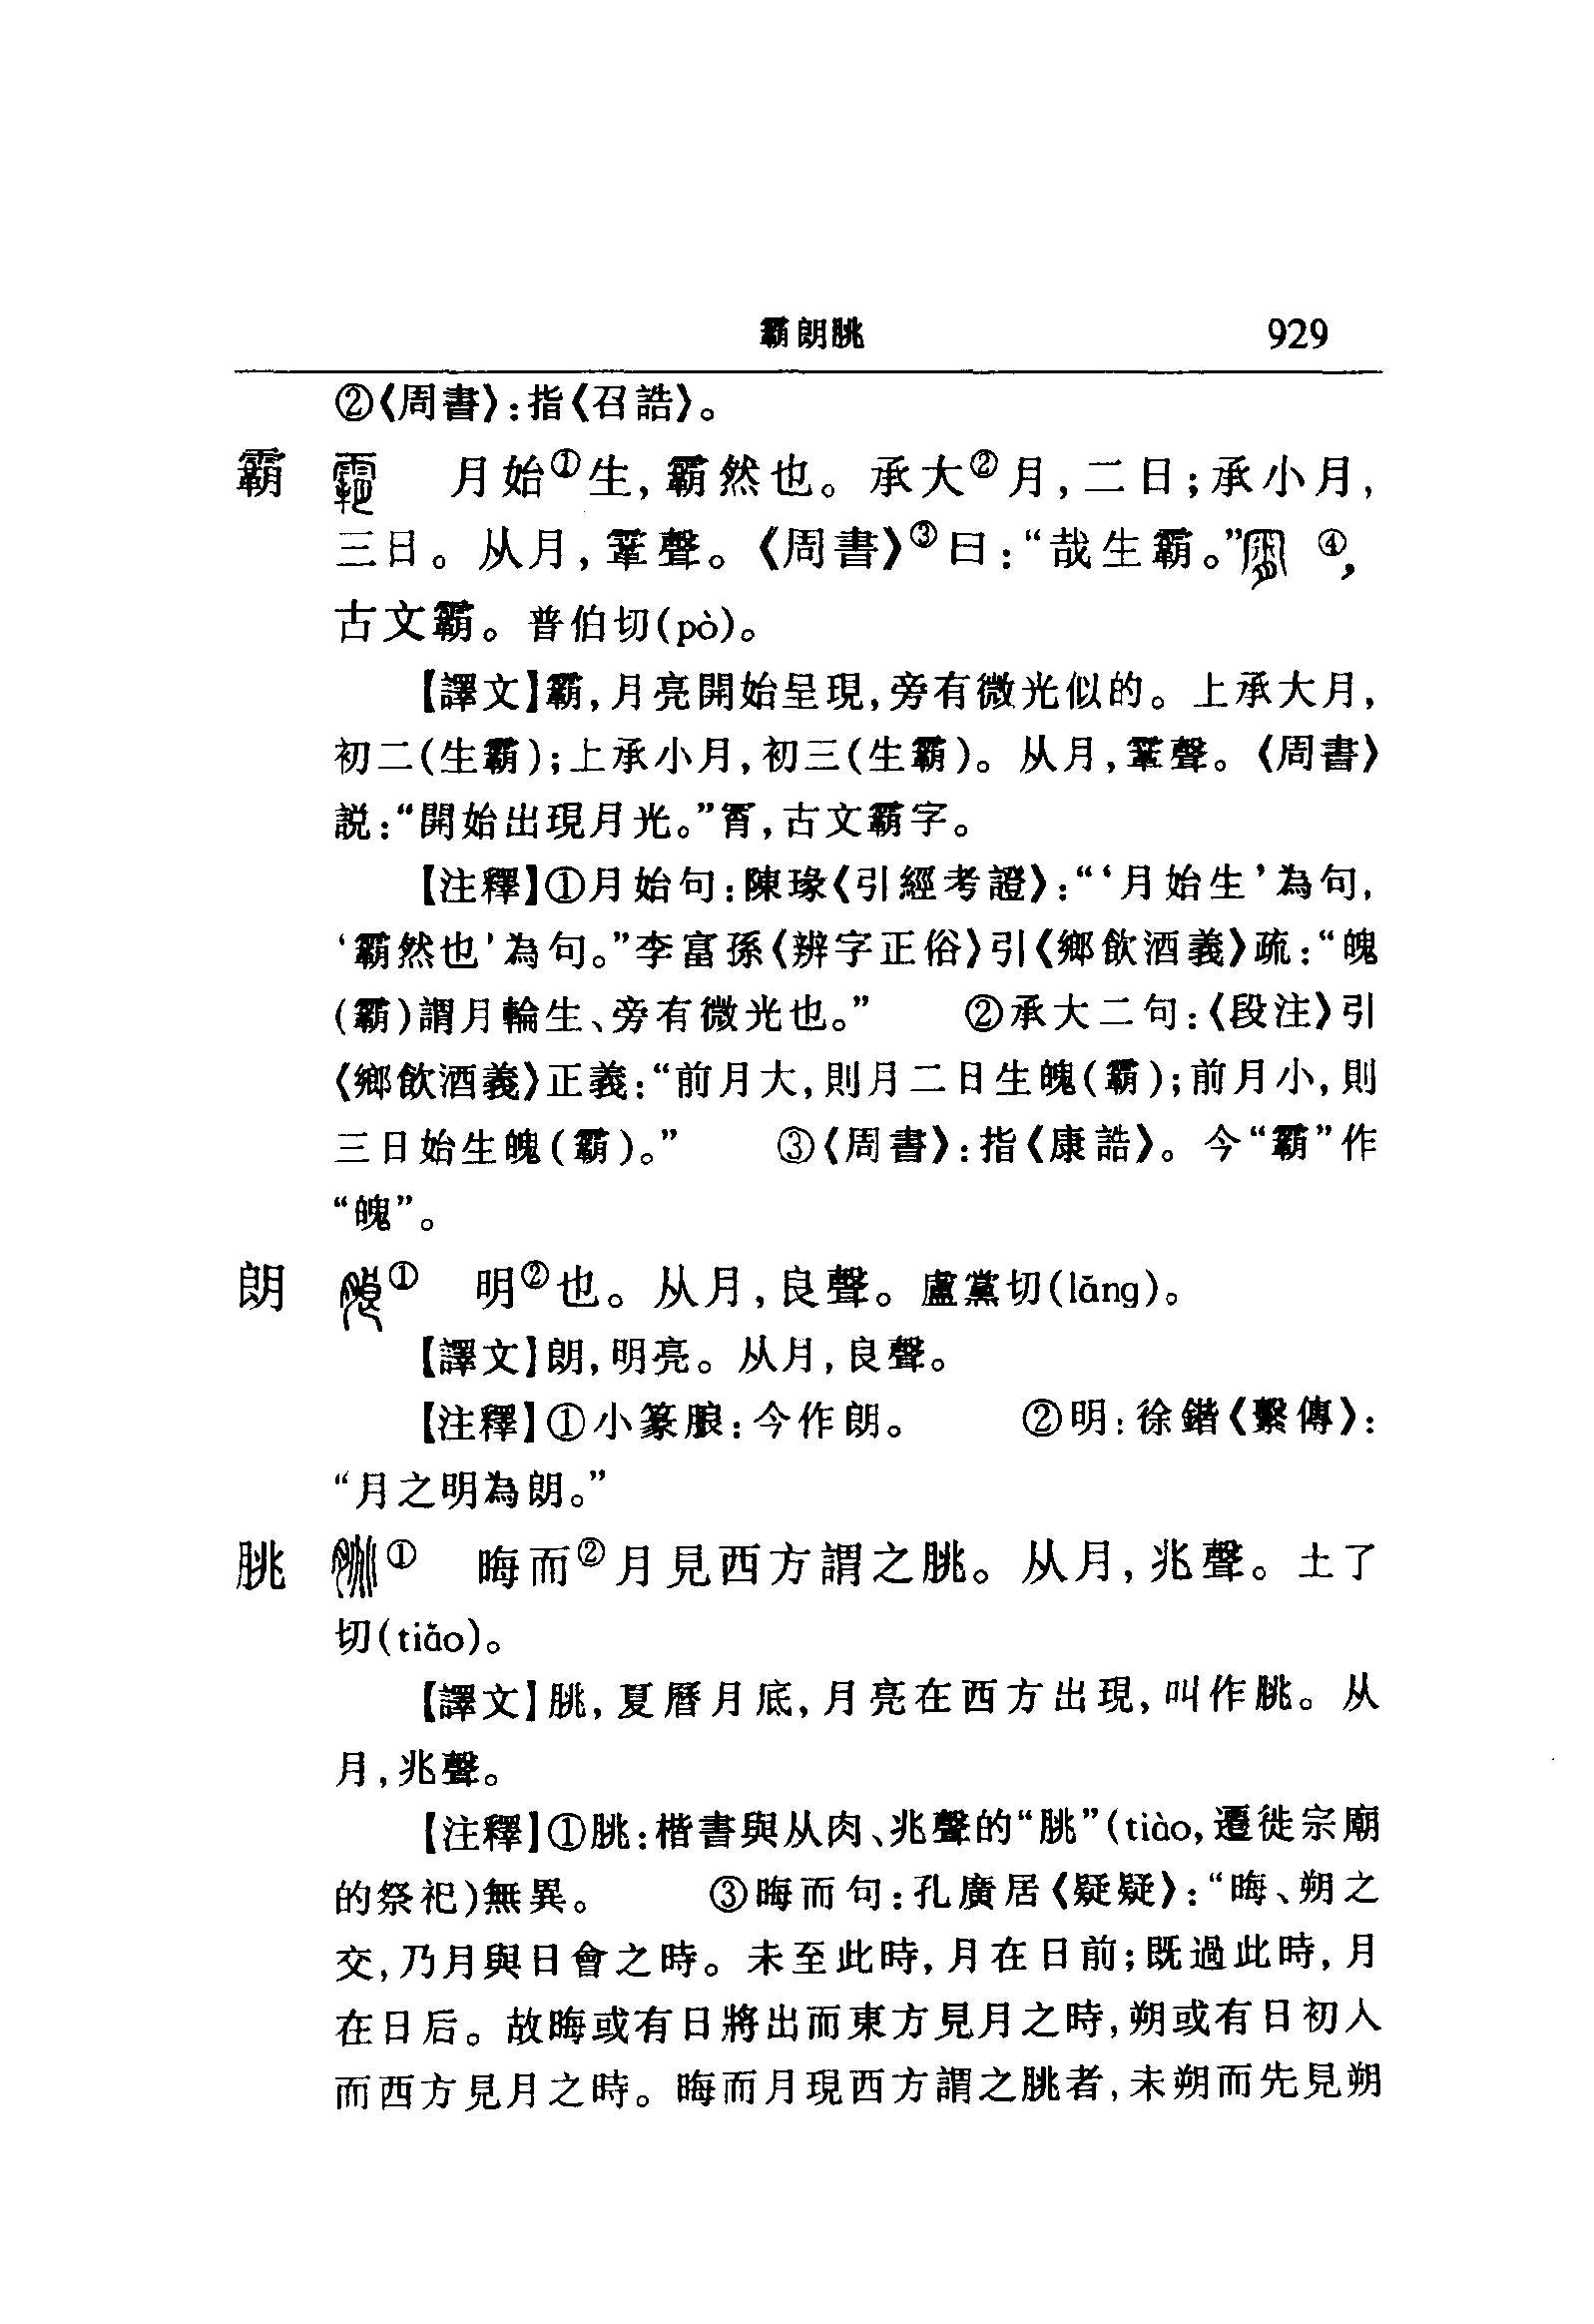 霸朗朓 929
②《周書》:指《召誥》。
霸 月始①生,霸然也。承大②月,二日;承小月,
三日。从月,䨣聲。《周書》③曰:“哉生霸。” ④,
古文霸。普伯切(pò)。
【譯文】霸,月亮開始呈現,旁有微光似的。上承大月,
初二(生霸);上承小月,初三(生霸)。从月,䨣聲。《周書》
説:“開始出現月光。” ,古文霸字。
【注釋】①月始句:陳瑑《引經考證》:“‘月始生’為句,
‘霸然也’為句。”李富孫《辨字正俗》引《鄉飲酒義》疏:“魄
(霸)謂月輪生、旁有微光也。” ②承大二句:《段注》引
《鄉飲酒義》正義:“前月大,則月二日生魄(霸);前月小,則
三日始生魄(霸)。” ③《周書》:指《康誥》。今“霸”作
“魄”。
朗 ① 明②也。从月,良聲。盧黨切(lǎng)。
【譯文】朗,明亮。从月,良聲。
【注釋】①小篆朖:今作朗。 ②明:徐鍇《繫傳》:
“月之明為朗。”
朓 ① 晦而②月見西方謂之朓。从月,兆聲。土了
切(tiǎo)。
【譯文】朓,夏曆月底,月亮在西方出現,叫作朓。从
月,兆聲。
【注釋】①朓:楷書與从肉、兆聲的“朓”(tiào,遷徙宗廟
的祭祀)無異。 ③晦而句:孔廣居《疑疑》:“晦、朔之
交,乃月與日會之時。未至此時,月在日前;既過此時,月
在日后。故晦或有日將出而東方見月之時,朔或有日初入
而西方見月之時。晦而月現西方謂之朓者,未朔而先見朔